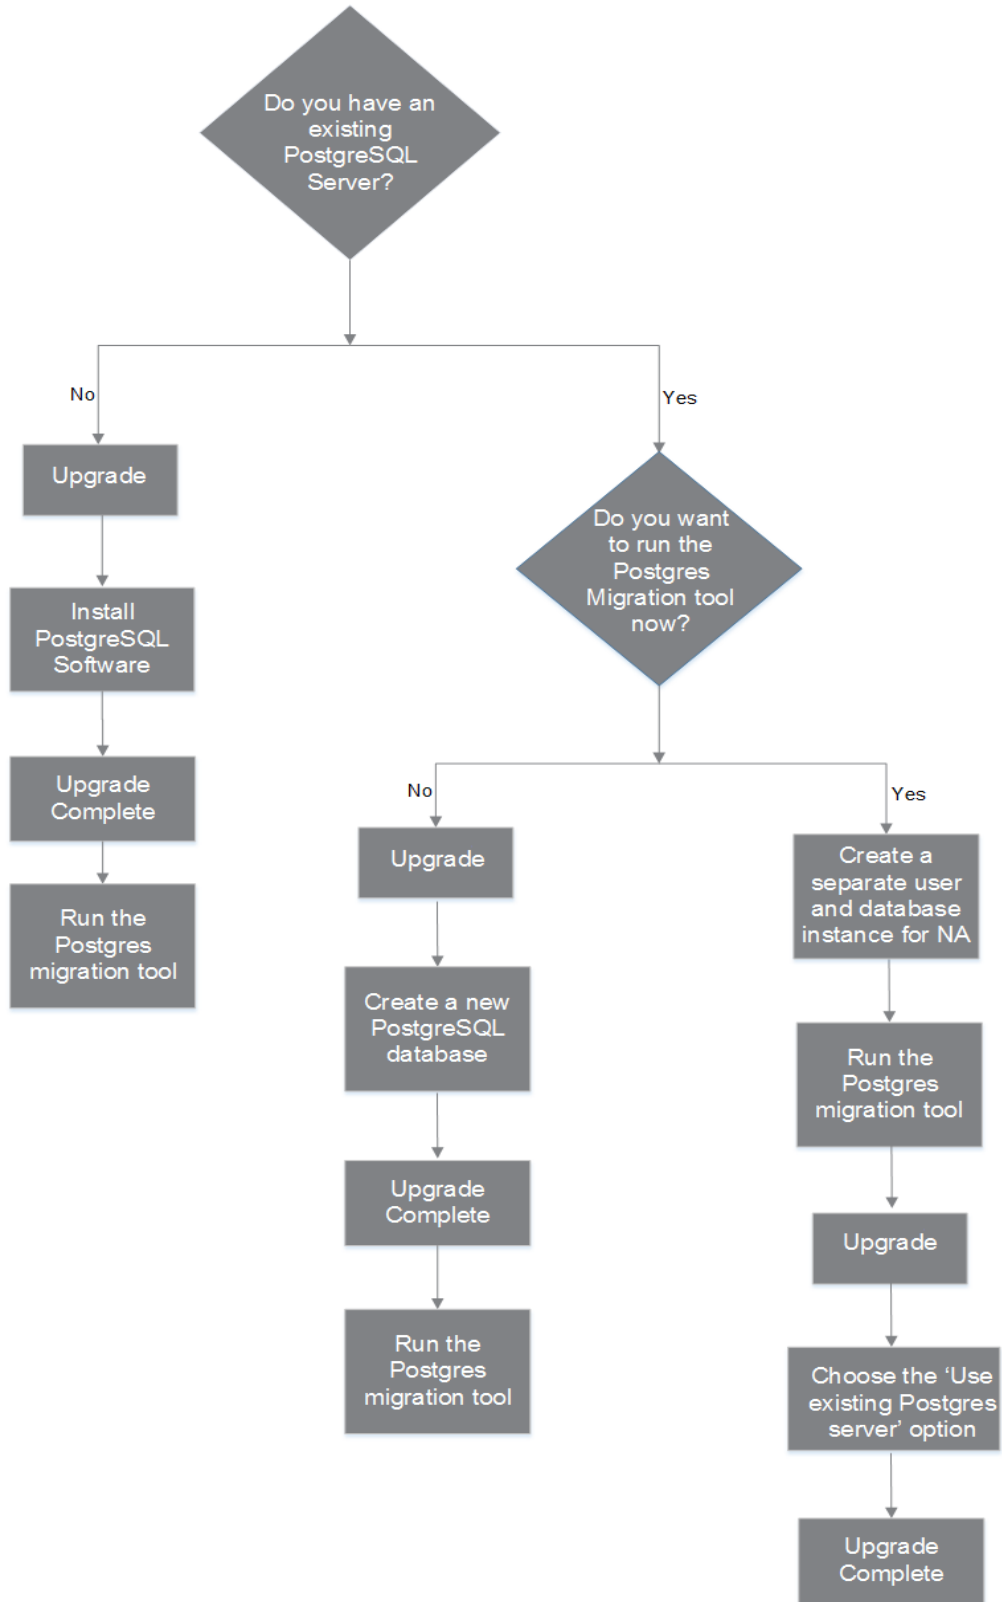 Do you have an
existing
PostgreSQL
Server?
No
Yes
Upgrade
Install
PostgreSQL
Software
Upgrade
Complete
Run the
Postgres
migration tool
Do you want
to run the
Postgres
Migration tool
now?
No
Yes
Upgrade
Create a new
PostgreSQL
database
Upgrade
Complete
Run the
Postgres
migration tool
Create a
separate user
and database
instance for NA
Run the
Postgres
migration tool
Upgrade
Choose the ‘Use
existing Postgres
server’ option
Upgrade
Complete